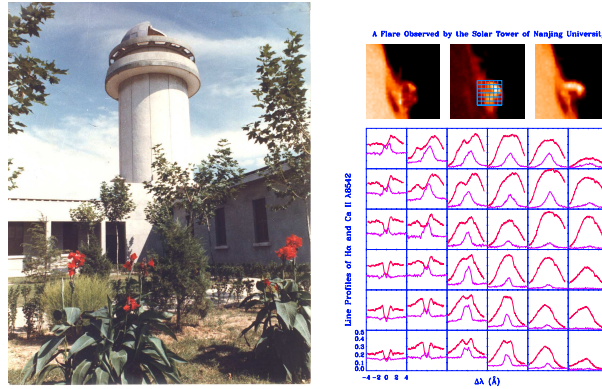 A Flare Observed by the Solar Tower of Nanjing Universit
Line Profiles of Hα and Ca II λ8542
0.5
0.4
0.3
0.2
0.1
0.0
-4 -2 0 2 4
Δλ (Å)